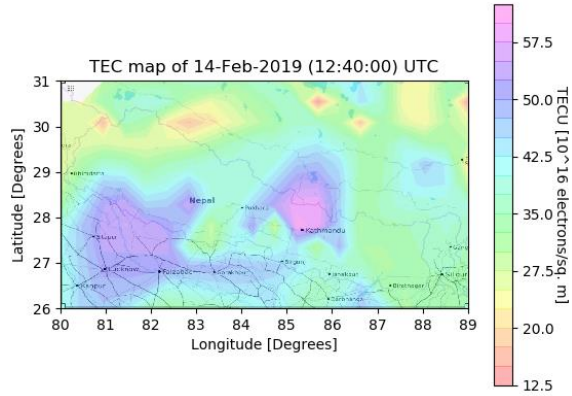 TEC map of 14-Feb-2019 (12:40:00) UTC
31
30
29
28
27
26
Latitude [Degrees]
80 81 82 83 84 85 86 87 88 89
Longitude [Degrees]
Nepal
Kathmandu
Lucknow
Faizabad
57.5
50.0
42.5
35.0
27.5
20.0
12.5
TECU [10^16 electrons/sq. m]